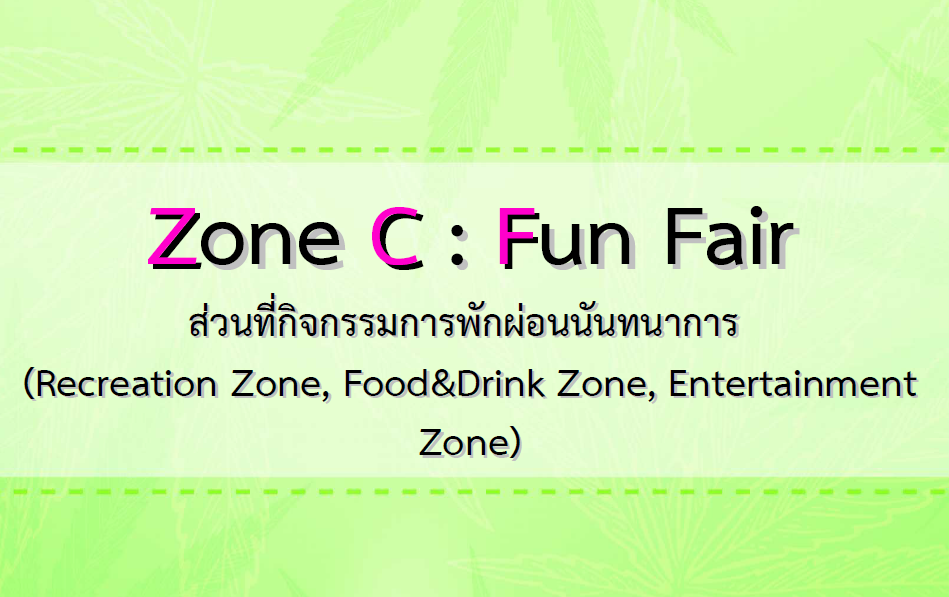 Zone C : Fun Fair
ส่วนที่กิจกรรมการพักผ่อนนันทนาการ
(Recreation Zone, Food&Drink Zone, Entertainment
Zone)